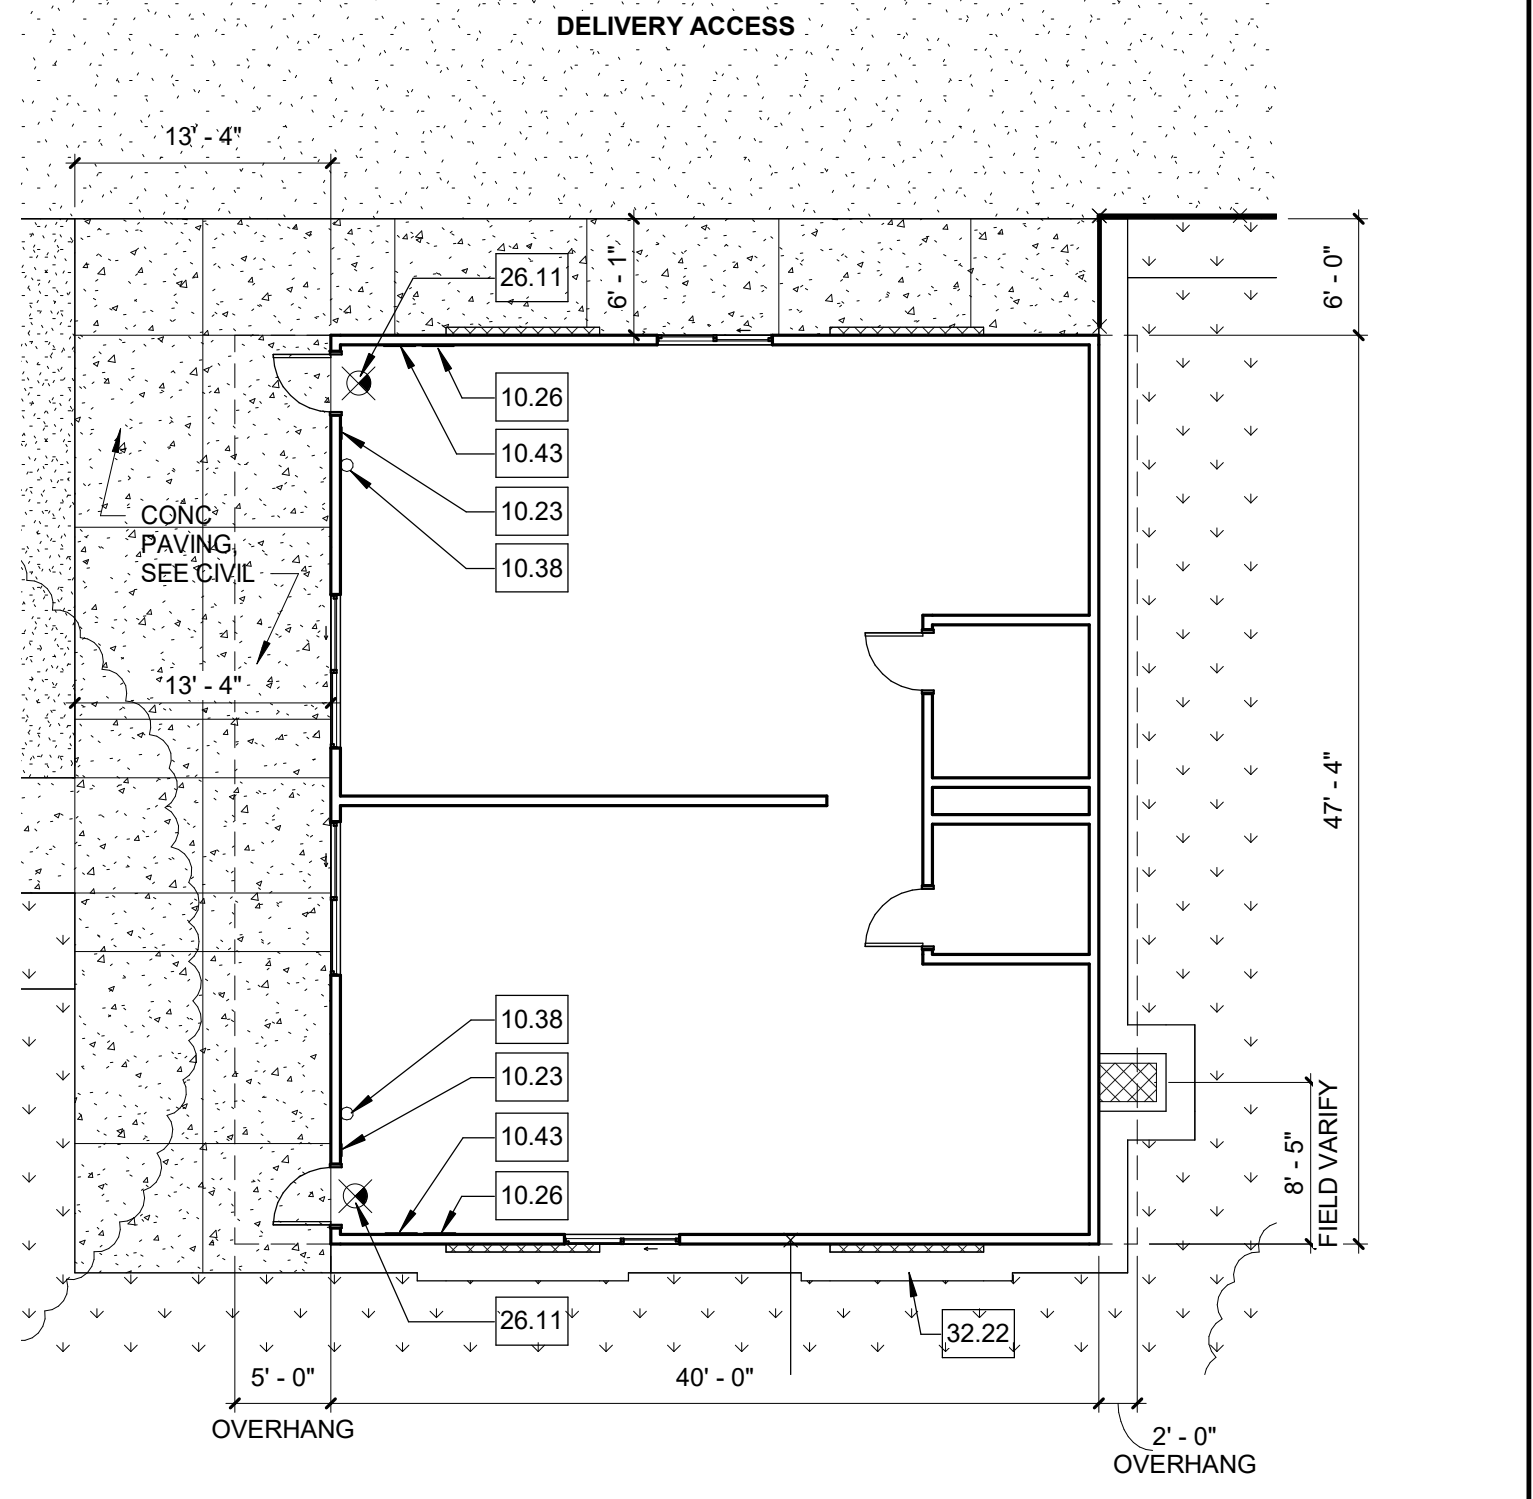 DELIVERY ACCESS
13' - 4"
26.11
6' - 1"
6' - 0"
10.26
10.43
10.23
10.38
CONC
PAVING,
SEE CIVIL
13' - 4"
47' - 4"
10.38
10.23
10.43
10.26
8' - 5"
FIELD VARIFY
26.11
32.22
5' - 0"
OVERHANG
40' - 0"
2' - 0"
OVERHANG